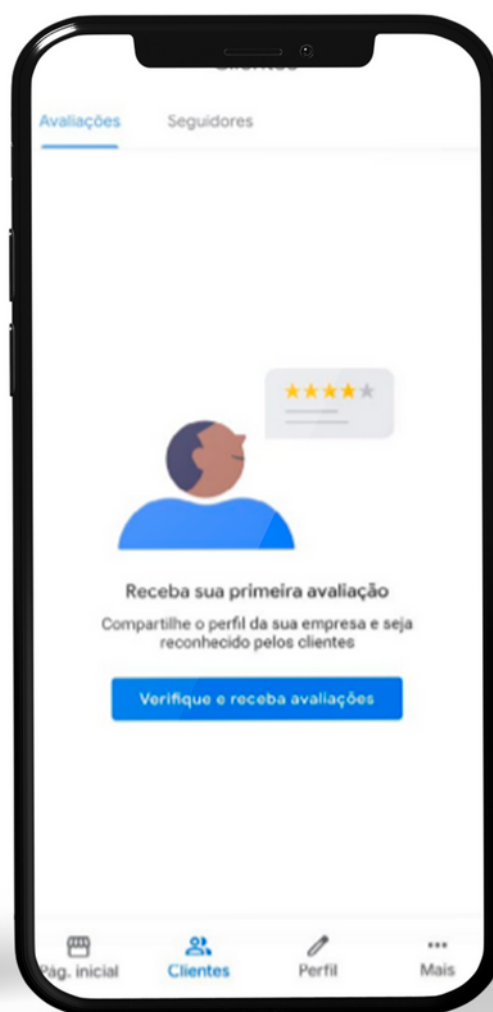 Clientes
Avaliações Seguidores
Receba sua primeira avaliação
Compartilhe o perfil da sua empresa e seja
reconhecido pelos clientes
Verifique e receba avaliações
Pág. inicial Clientes Perfil Mais